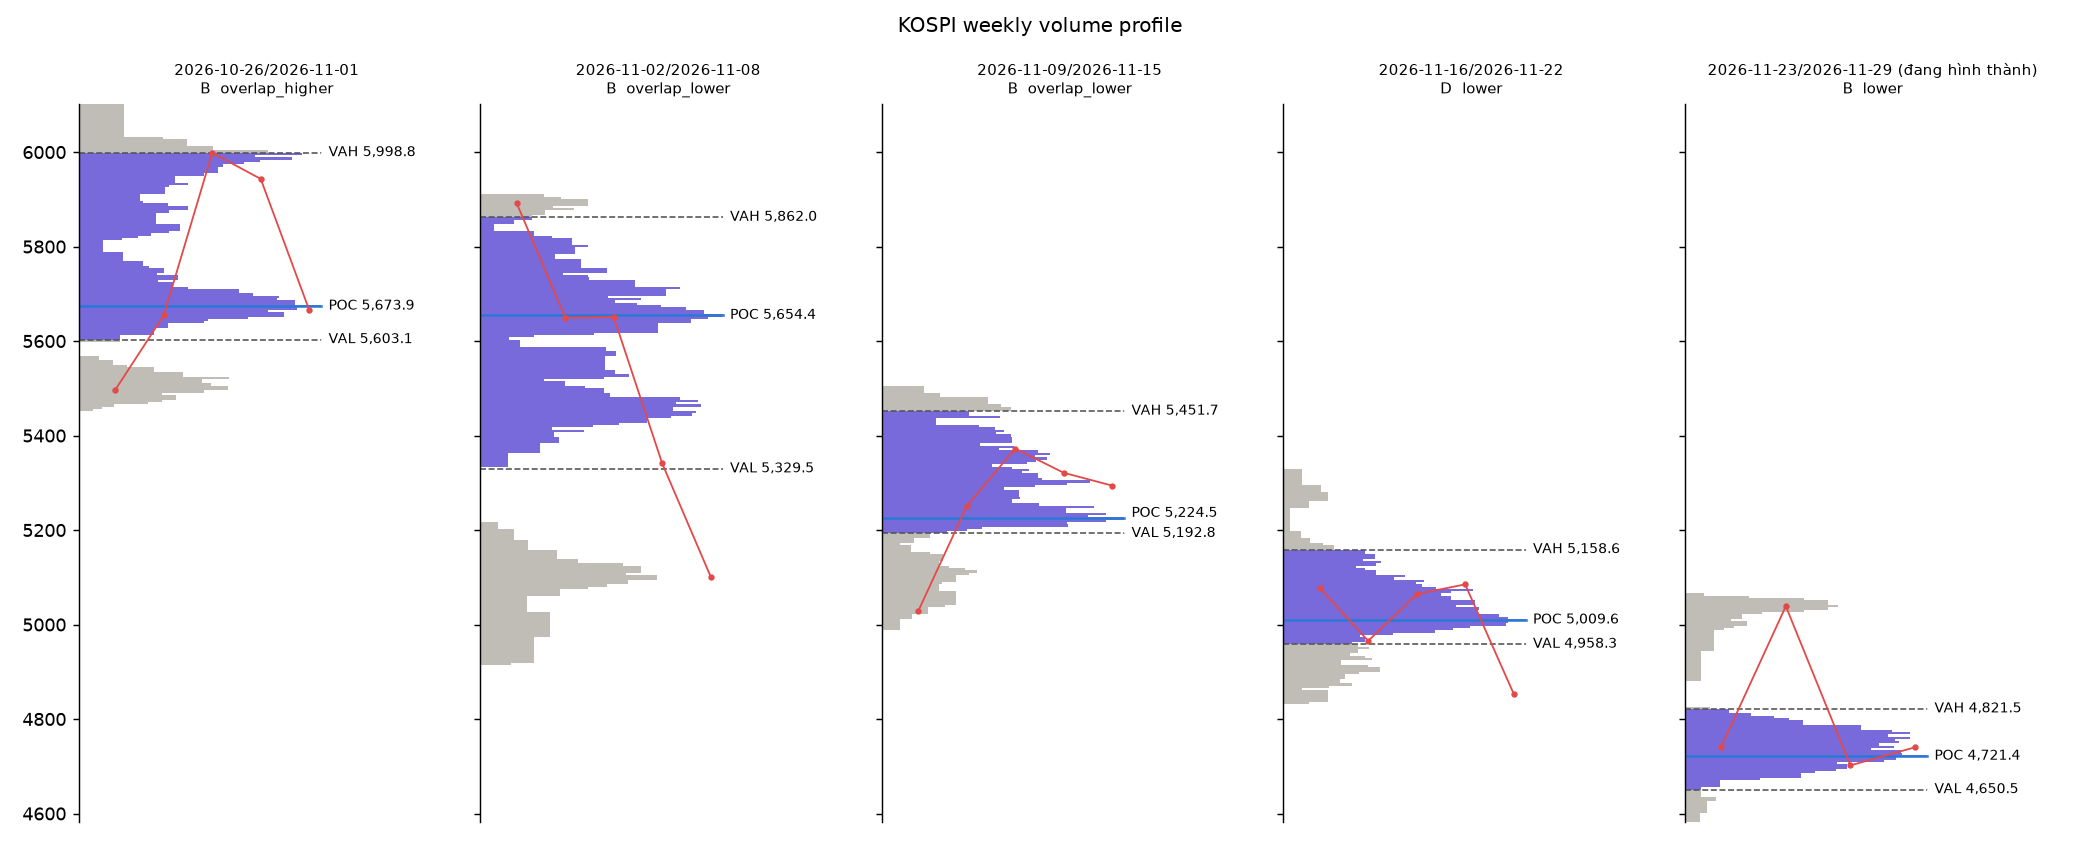 KOSPI weekly volume profile
2026-10-26/2026-11-01
B  overlap_higher
2026-11-02/2026-11-08
B  overlap_lower
2026-11-09/2026-11-15
B  overlap_lower
2026-11-16/2026-11-22
D  lower
2026-11-23/2026-11-29 (đang hình thành)
B  lower
6000
5800
5600
5400
5200
5000
4800
4600
VAH 5,998.8
POC 5,673.9
VAL 5,603.1
VAH 5,862.0
POC 5,654.4
VAL 5,329.5
VAH 5,451.7
POC 5,224.5
VAL 5,192.8
VAH 5,158.6
POC 5,009.6
VAL 4,958.3
VAH 4,821.5
POC 4,721.4
VAL 4,650.5